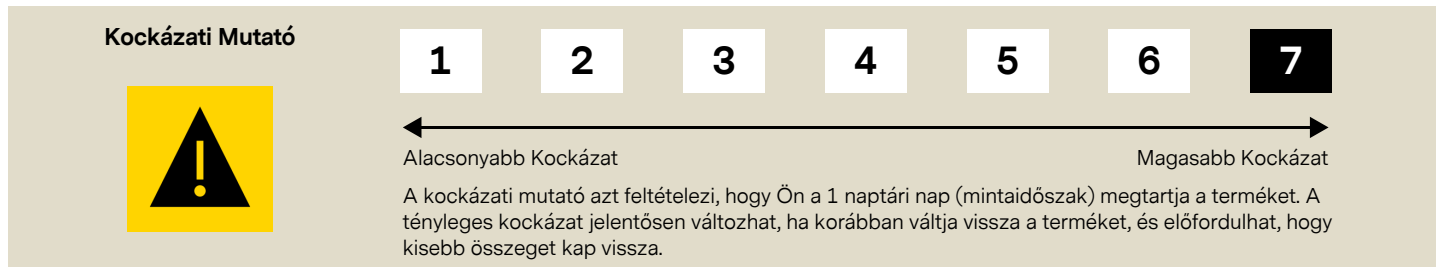 Kockázati Mutató
1 2 3 4 5 6 7
Alacsonyabb Kockázat Magasabb Kockázat
A kockázati mutató azt feltételezi, hogy Ön a 1 naptári nap (mintaidőszak) megtartja a terméket. A
tényleges kockázat jelentősen változhat, ha korábban váltja vissza a terméket, és előfordulhat, hogy
kisebb összeget kap vissza.